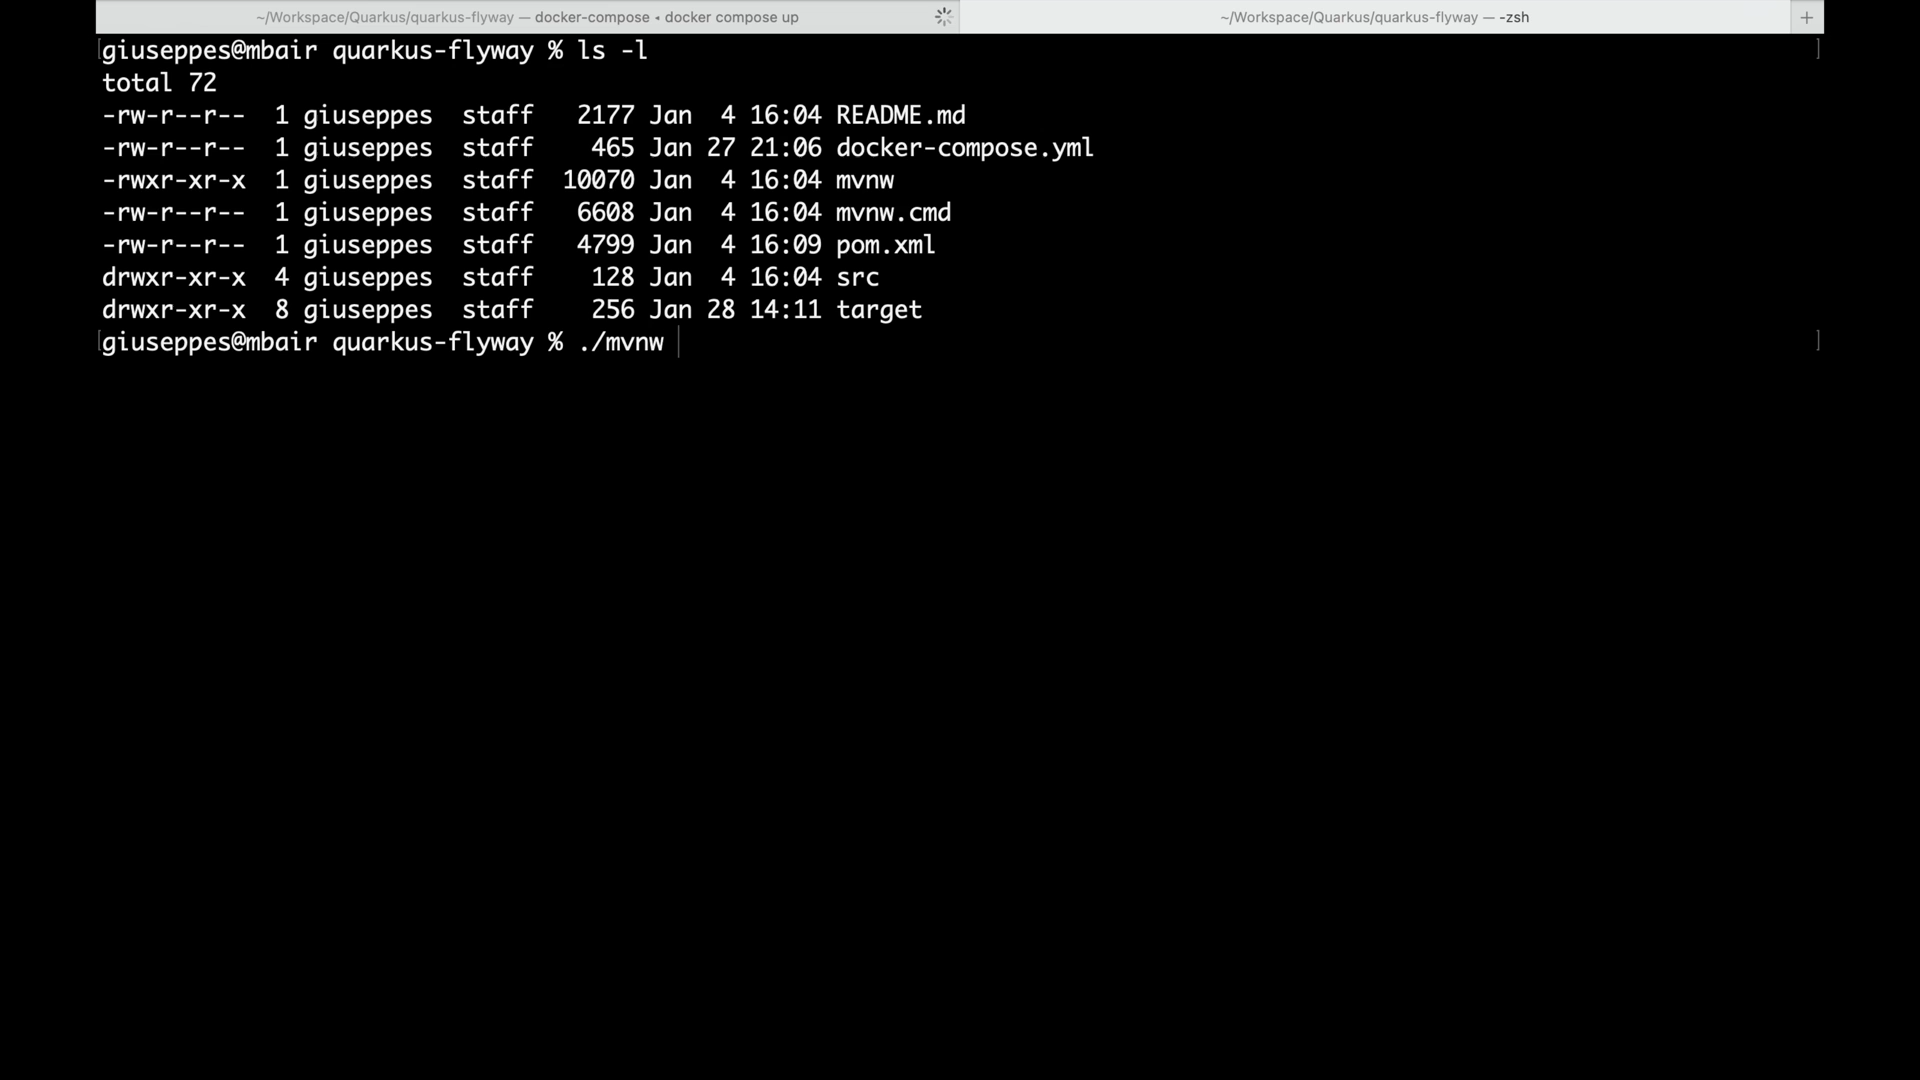 ~/Workspace/Quarkus/quarkus-flyway — docker-compose ◂ docker compose up
~/Workspace/Quarkus/quarkus-flyway — -zsh
+
[giuseppes@mbair quarkus-flyway % ls -l ]
total 72
-rw-r--r--  1 giuseppes  staff   2177 Jan  4 16:04 README.md
-rw-r--r--  1 giuseppes  staff    465 Jan 27 21:06 docker-compose.yml
-rwxr-xr-x  1 giuseppes  staff  10070 Jan  4 16:04 mvnw
-rw-r--r--  1 giuseppes  staff   6608 Jan  4 16:04 mvnw.cmd
-rw-r--r--  1 giuseppes  staff   4799 Jan  4 16:09 pom.xml
drwxr-xr-x  4 giuseppes  staff    128 Jan  4 16:04 src
drwxr-xr-x  8 giuseppes  staff    256 Jan 28 14:11 target
[giuseppes@mbair quarkus-flyway % ./mvnw ]